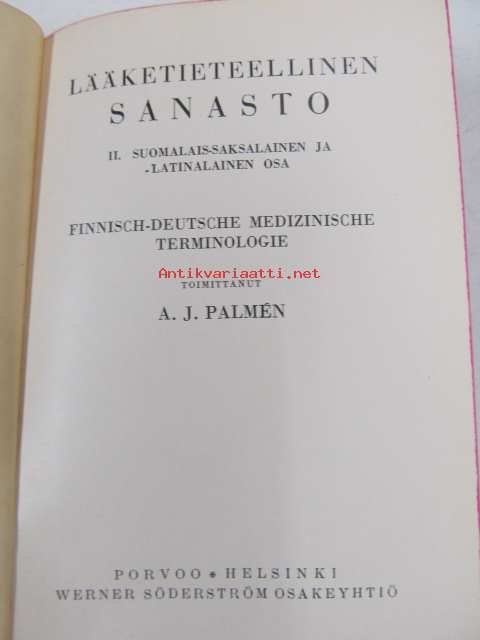 LÄÄKETIETEELLINEN
SANASTO
II. SUOMALAIS-SAKSALAINEN JA
-LATINALAINEN OSA
FINNISCH-DEUTSCHE MEDIZINISCHE
TERMINOLOGIE
Antikvariaatti.net
TOIMITTANUT
A. J. PALMÉN
PORVOO • HELSINKI
WERNER SÖDERSTRÖM OSAKEYHTIÖ